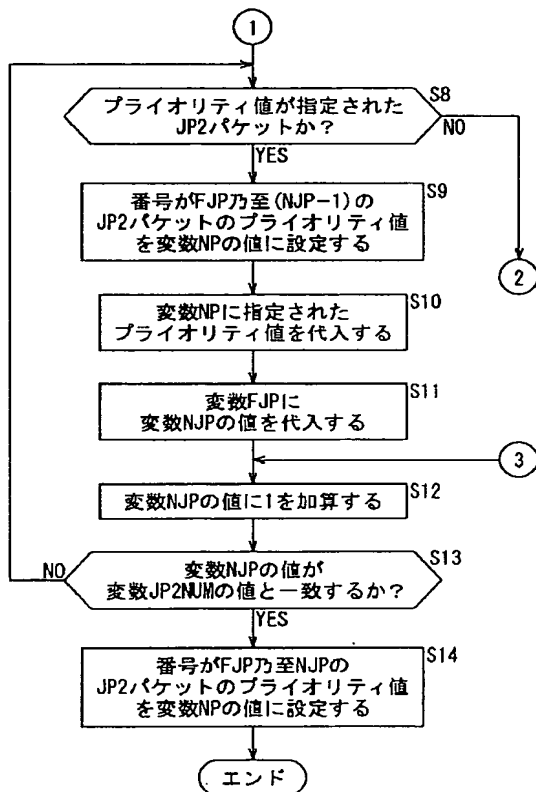 1
S8
プライオリティ値が指定された
JP2パケットか?
NO
YES
S9
番号がFJP乃至(NJP-1)の
JP2パケットのプライオリティ値
を変数NPの値に設定する
2
S10
変数NPに指定された
プライオリティ値を代入する
S11
変数FJPに
変数NJPの値を代入する
3
S12
変数NJPの値に1を加算する
S13
NO
変数NJPの値が
変数JP2NUMの値と一致するか?
YES
S14
番号がFJP乃至NJPの
JP2パケットのプライオリティ値
を変数NPの値に設定する
エンド